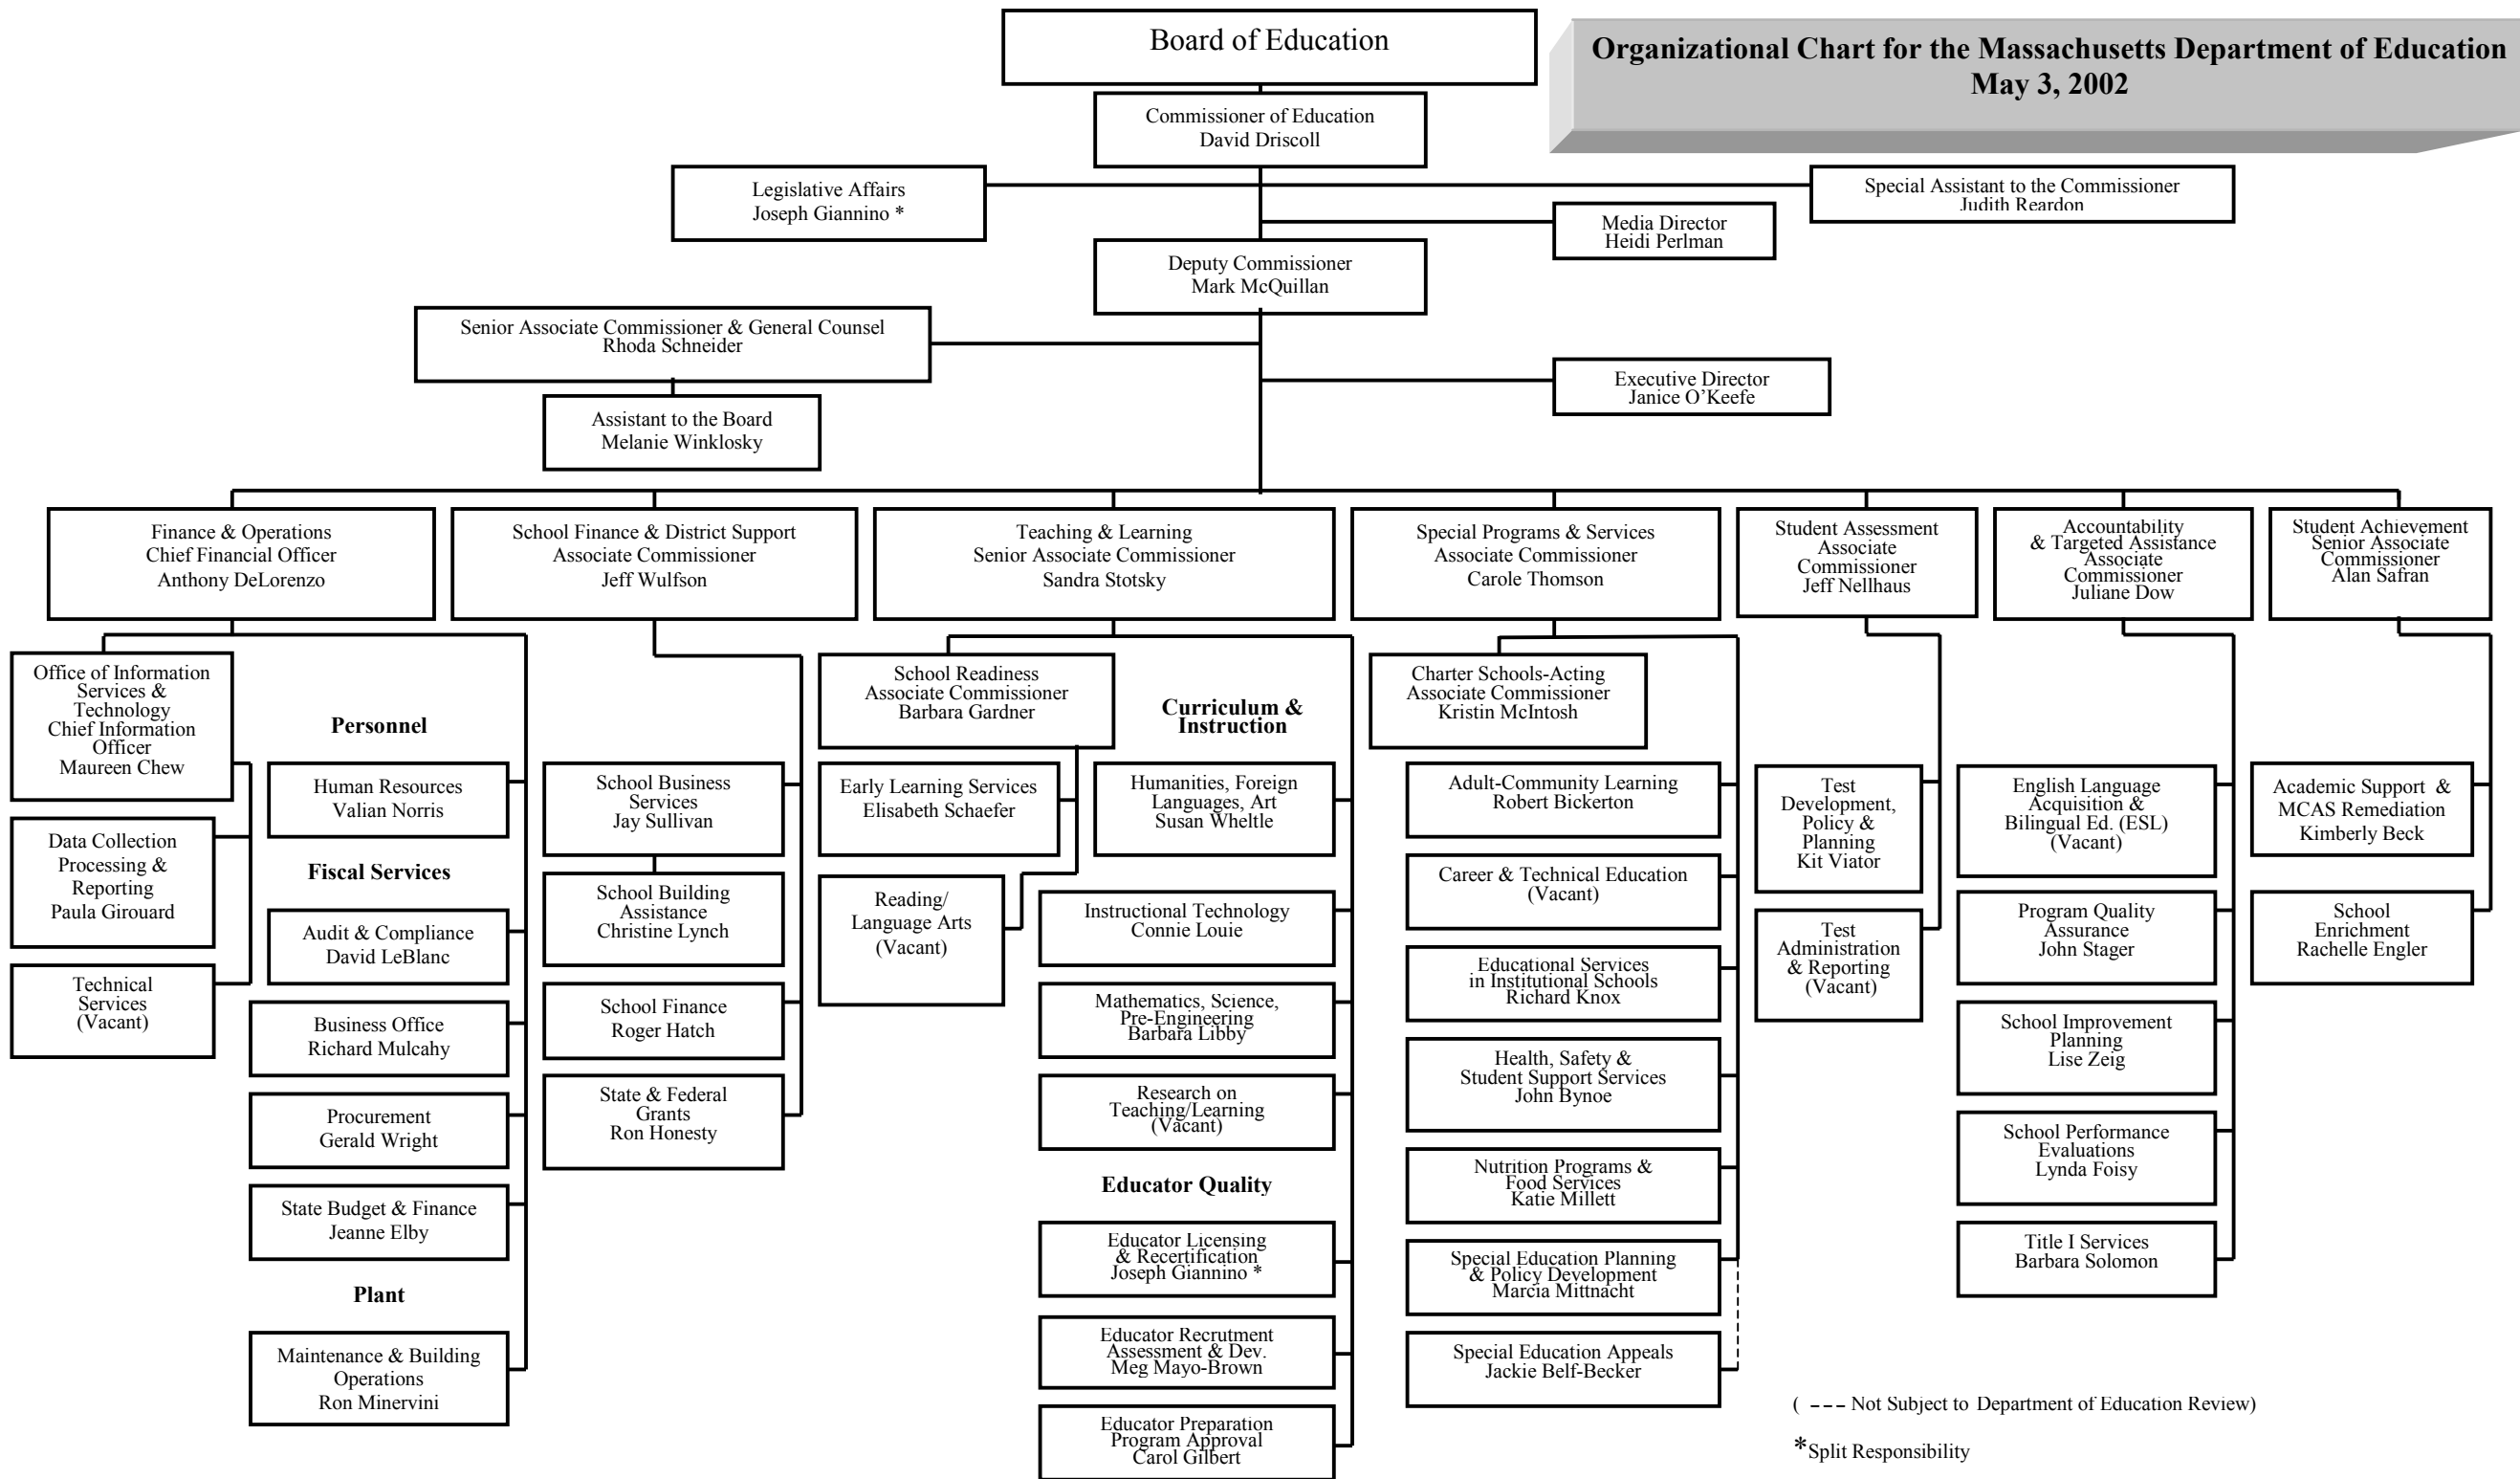 Board of Education
Organizational Chart for the Massachusetts Department of Education
May 3, 2002
Commissioner of Education
David Driscoll
Legislative Affairs
Joseph Giannino *
Special Assistant to the Commissioner
Judith Reardon
Media Director
Heidi Perlman
Deputy Commissioner
Mark McQuillan
Senior Associate Commissioner & General Counsel
Rhoda Schneider
Executive Director
Janice O’Keefe
Assistant to the Board
Melanie Winklosky
Finance & Operations
Chief Financial Officer
Anthony DeLorenzo
School Finance & District Support
Associate Commissioner
Jeff Wulfson
Teaching & Learning
Senior Associate Commissioner
Sandra Stotsky
Special Programs & Services
Associate Commissioner
Carole Thomson
Student Assessment
Associate
Commissioner
Jeff Nellhaus
Accountability
& Targeted Assistance
Associate
Commissioner
Juliane Dow
Student Achievement
Senior Associate
Commissioner
Alan Safran
Office of Information
Services &
Technology
Chief Information
Officer
Maureen Chew
Data Collection
Processing &
Reporting
Paula Girouard
Technical
Services
(Vacant)
Personnel
Human Resources
Valian Norris
Fiscal Services
Audit & Compliance
David LeBlanc
Business Office
Richard Mulcahy
Procurement
Gerald Wright
State Budget & Finance
Jeanne Elby
Plant
Maintenance & Building
Operations
Ron Minervini
School Business
Services
Jay Sullivan
School Building
Assistance
Christine Lynch
School Finance
Roger Hatch
State & Federal
Grants
Ron Honesty
School Readiness
Associate Commissioner
Barbara Gardner
Early Learning Services
Elisabeth Schaefer
Reading/
Language Arts
(Vacant)
Curriculum &
Instruction
Humanities, Foreign
Languages, Art
Susan Wheltle
Instructional Technology
Connie Louie
Mathematics, Science,
Pre-Engineering
Barbara Libby
Research on
Teaching/Learning
(Vacant)
Educator Quality
Educator Licensing
& Recertification
Joseph Giannino *
Educator Recrutment
Assessment & Dev.
Meg Mayo-Brown
Educator Preparation
Program Approval
Carol Gilbert
Charter Schools-Acting
Associate Commissioner
Kristin McIntosh
Adult-Community Learning
Robert Bickerton
Career & Technical Education
(Vacant)
Educational Services
in Institutional Schools
Richard Knox
Health, Safety &
Student Support Services
John Bynoe
Nutrition Programs &
Food Services
Katie Millett
Special Education Planning
& Policy Development
Marcia Mittnacht
Special Education Appeals
Jackie Belf-Becker
Test
Development,
Policy &
Planning
Kit Viator
Test
Administration
& Reporting
(Vacant)
English Language
Acquisition &
Bilingual Ed. (ESL)
(Vacant)
Program Quality
Assurance
John Stager
School Improvement
Planning
Lise Zeig
School Performance
Evaluations
Lynda Foisy
Title I Services
Barbara Solomon
Academic Support &
MCAS Remediation
Kimberly Beck
School
Enrichment
Rachelle Engler
( --- Not Subject to Department of Education Review)
*Split Responsibility